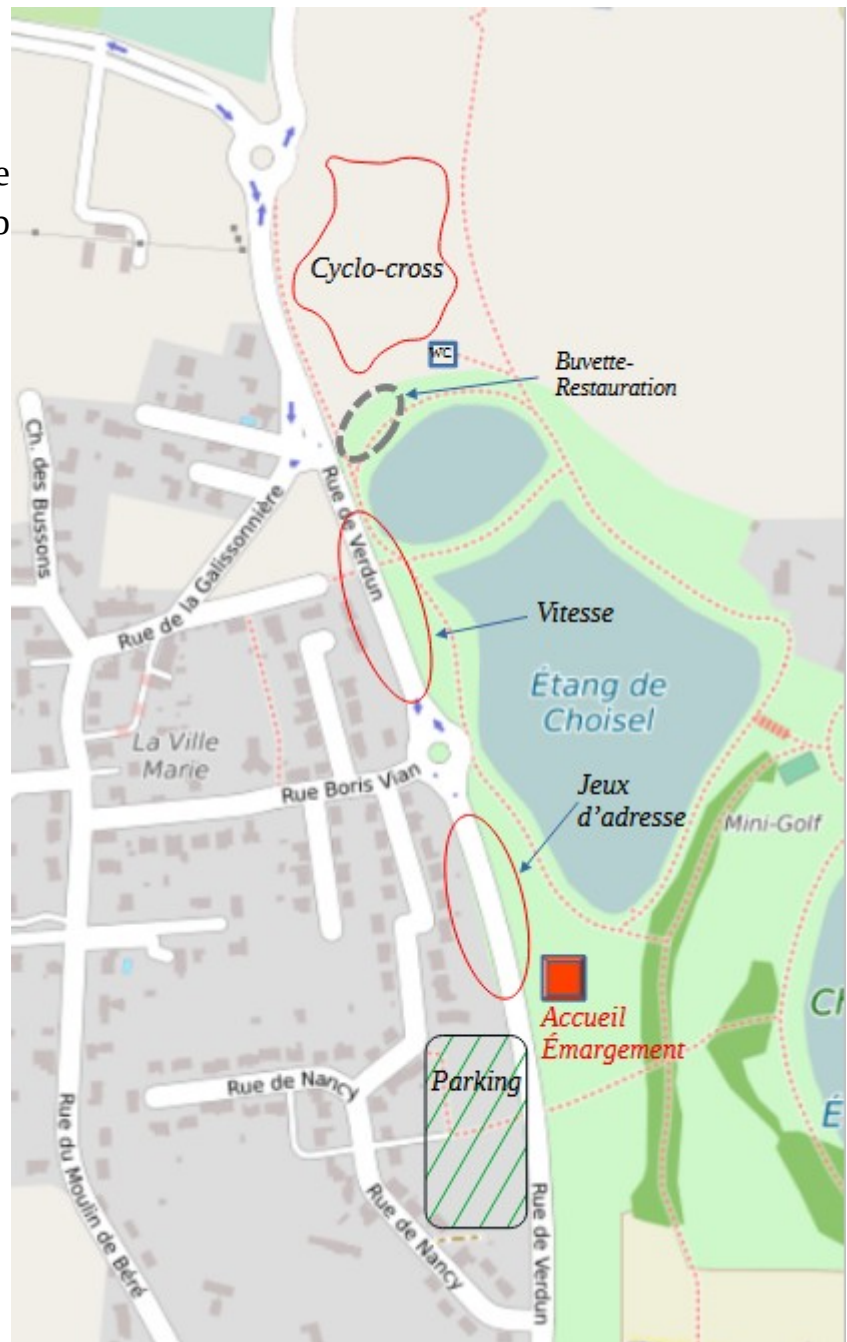 e
Cyclo-cross
WC
Buvette-
Restauration
Ch. des Bussons
Rue de Verdun
Rue de la Galissonnière
Vitesse
Étang de
Choisel
La Ville
Marie
Rue Boris Vian
Jeux
d’adresse
Mini-Golf
Accueil
Émargement
Ch
É
Parking
Rue de Nancy
Rue du Moulin de Béré
Rue de Nancy
Rue de Verdun